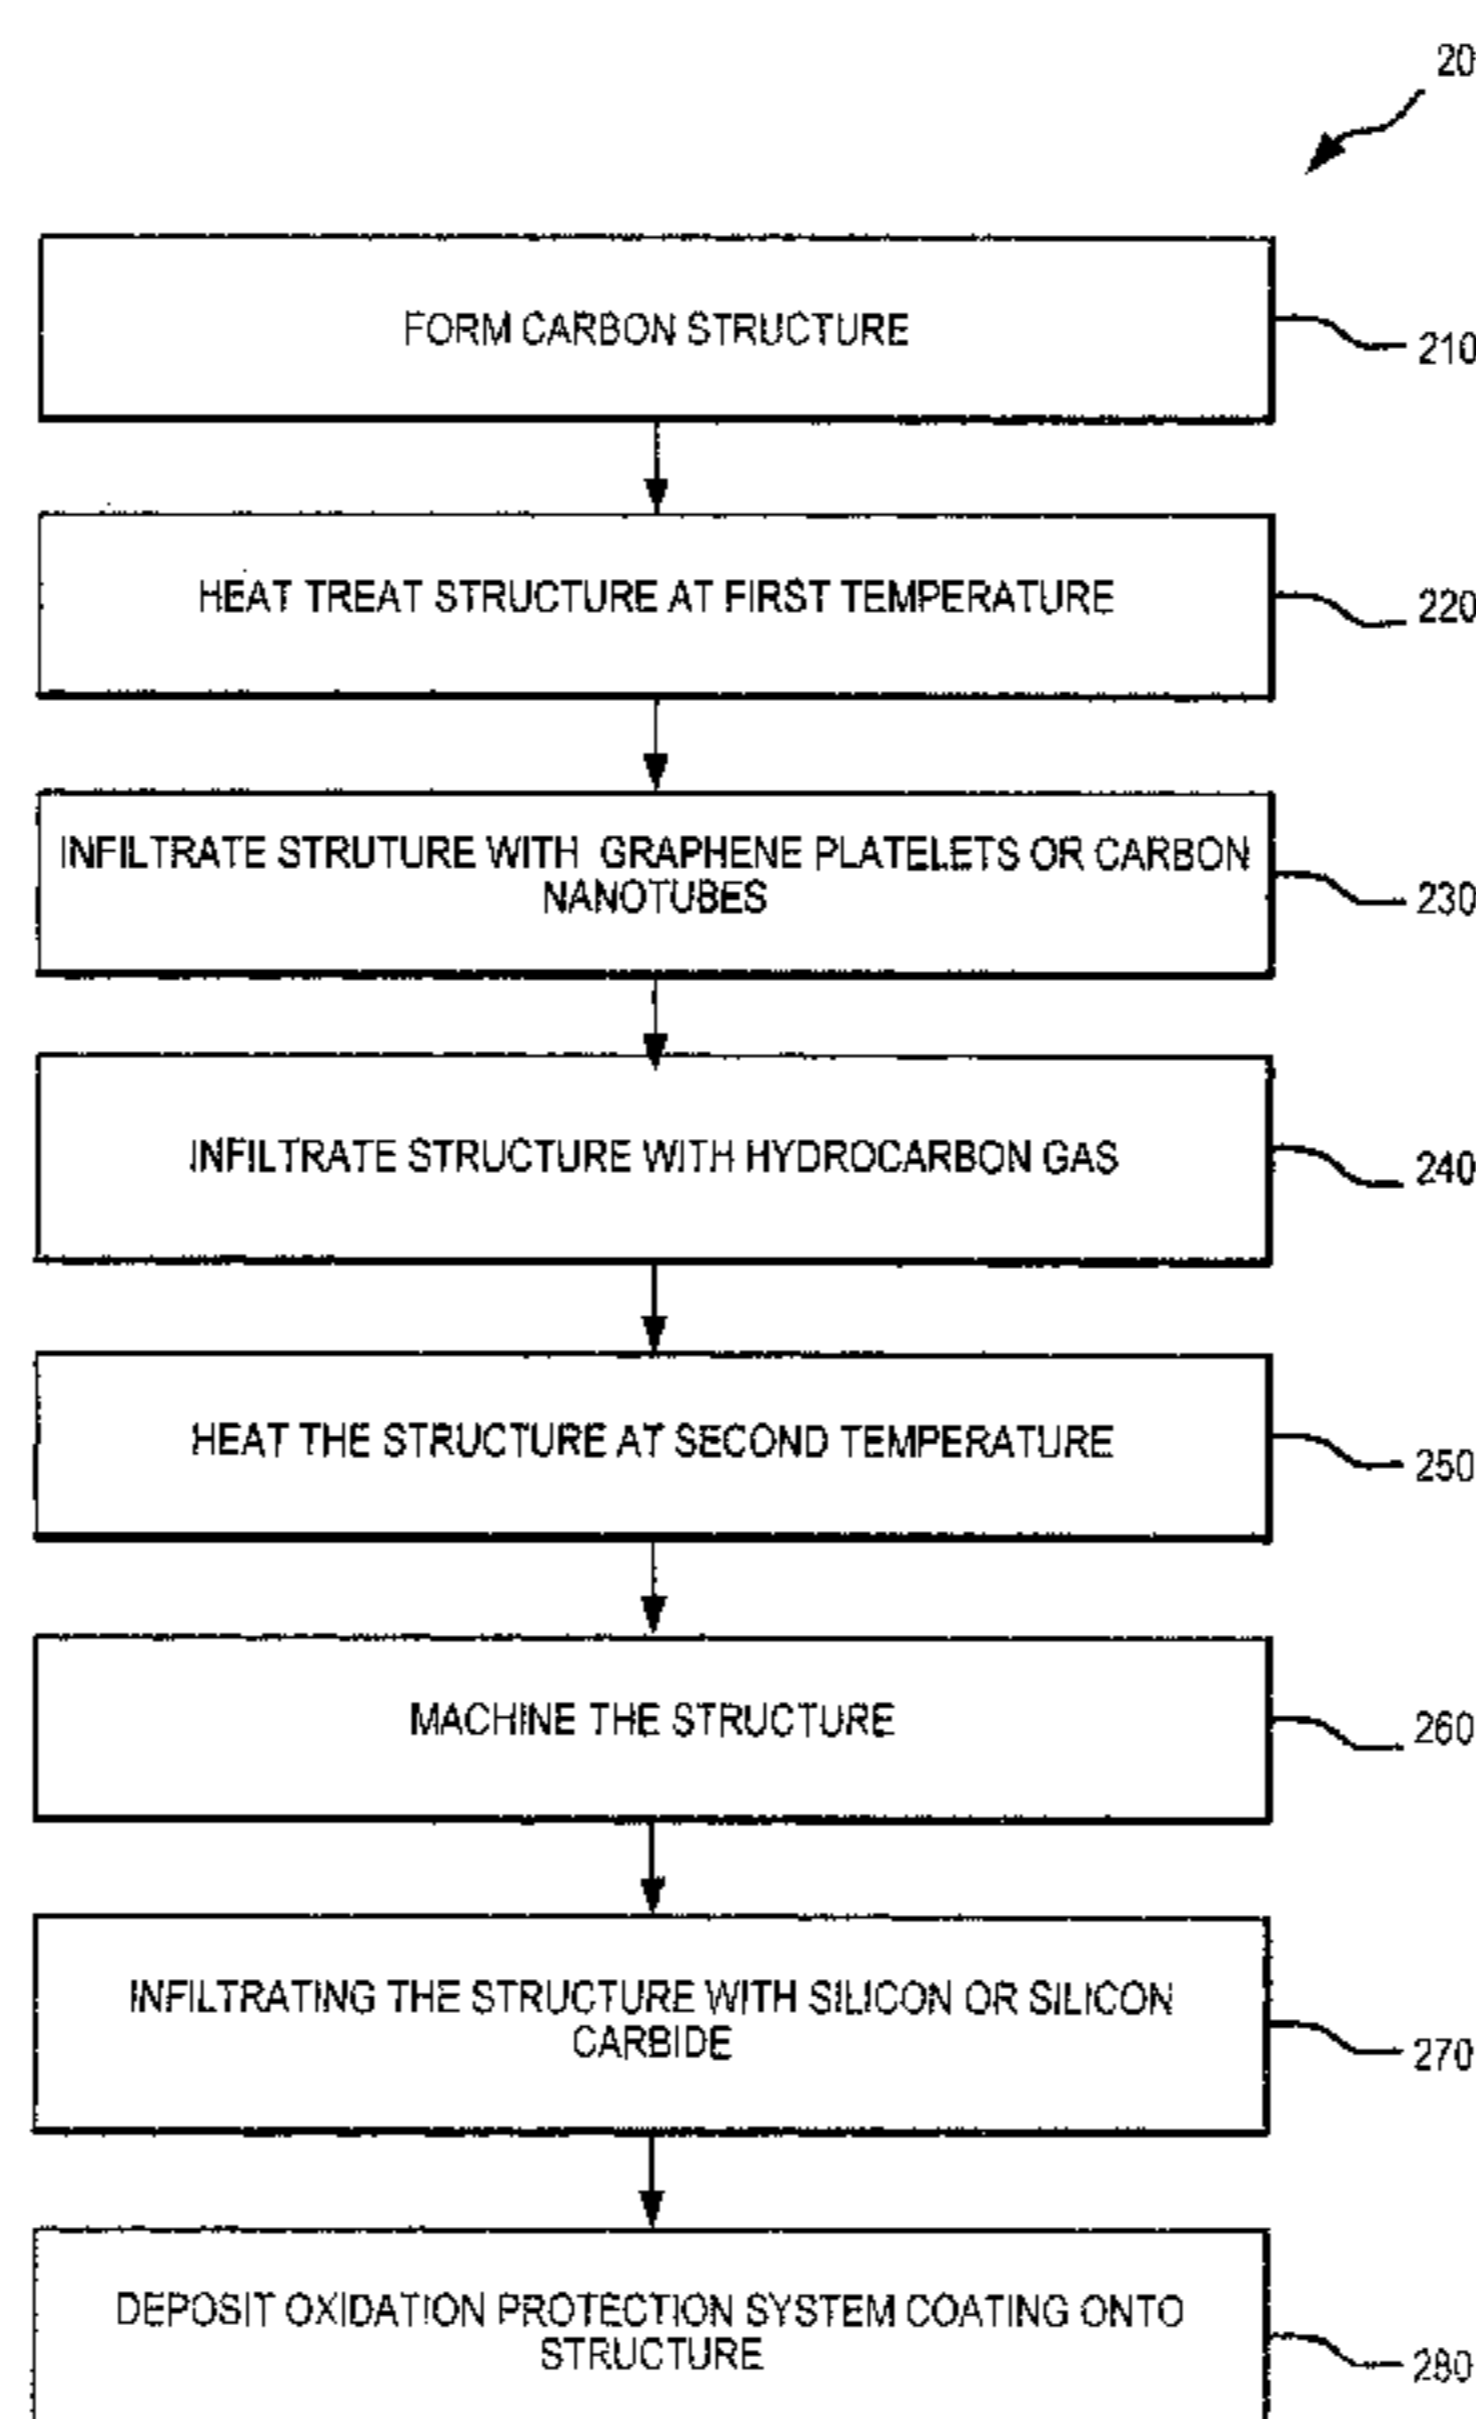 20
FORM CARBON STRUCTURE
210
HEAT TREAT STRUCTURE AT FIRST TEMPERATURE
220
INFILTRATE STRUTURE WITH GRAPHENE PLATELETS OR CARBON
NANOTUBES
230
INFILTRATE STRUCTURE WITH HYDROCARBON GAS
240
HEAT THE STRUCTURE AT SECOND TEMPERATURE
250
MACHINE THE STRUCTURE
260
INFILTRATING THE STRUCTURE WITH SILICON OR SILICON
CARBIDE
270
DEPOSIT OXIDATION PROTECTION SYSTEM COATING ONTO
STRUCTURE
280